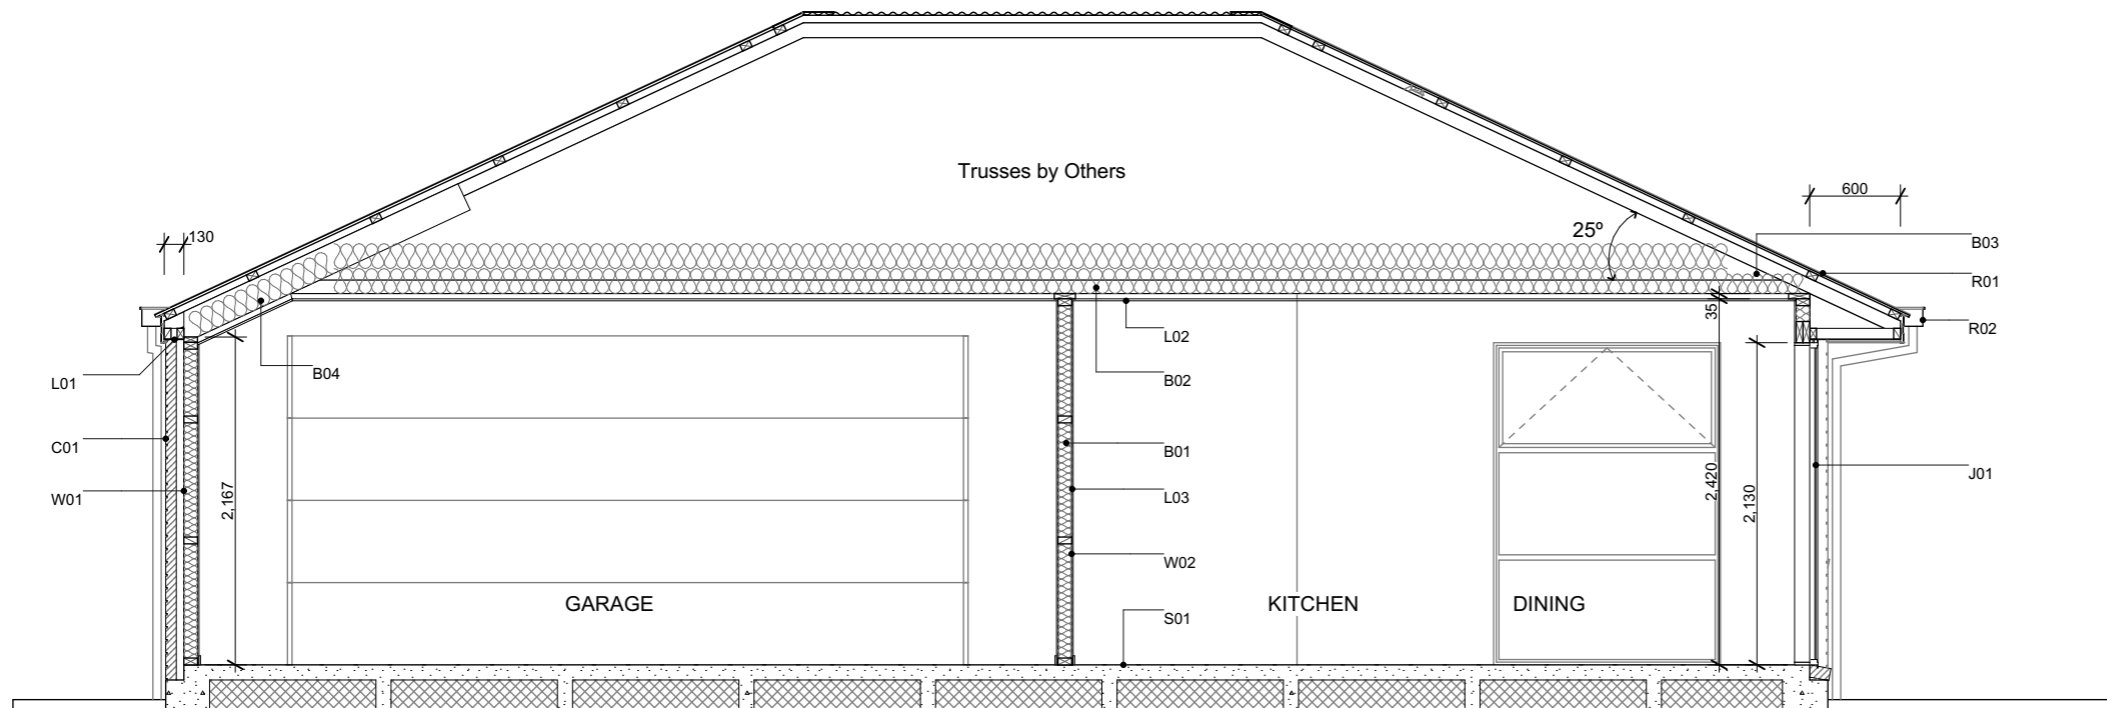 Trusses by Others
600
130
25º
B03
R01
35
L02
R02
L01
B04
B02
C01
B01
2,167
2,420
2,130
W01
L03
J01
W02
GARAGE
KITCHEN
DINING
S01